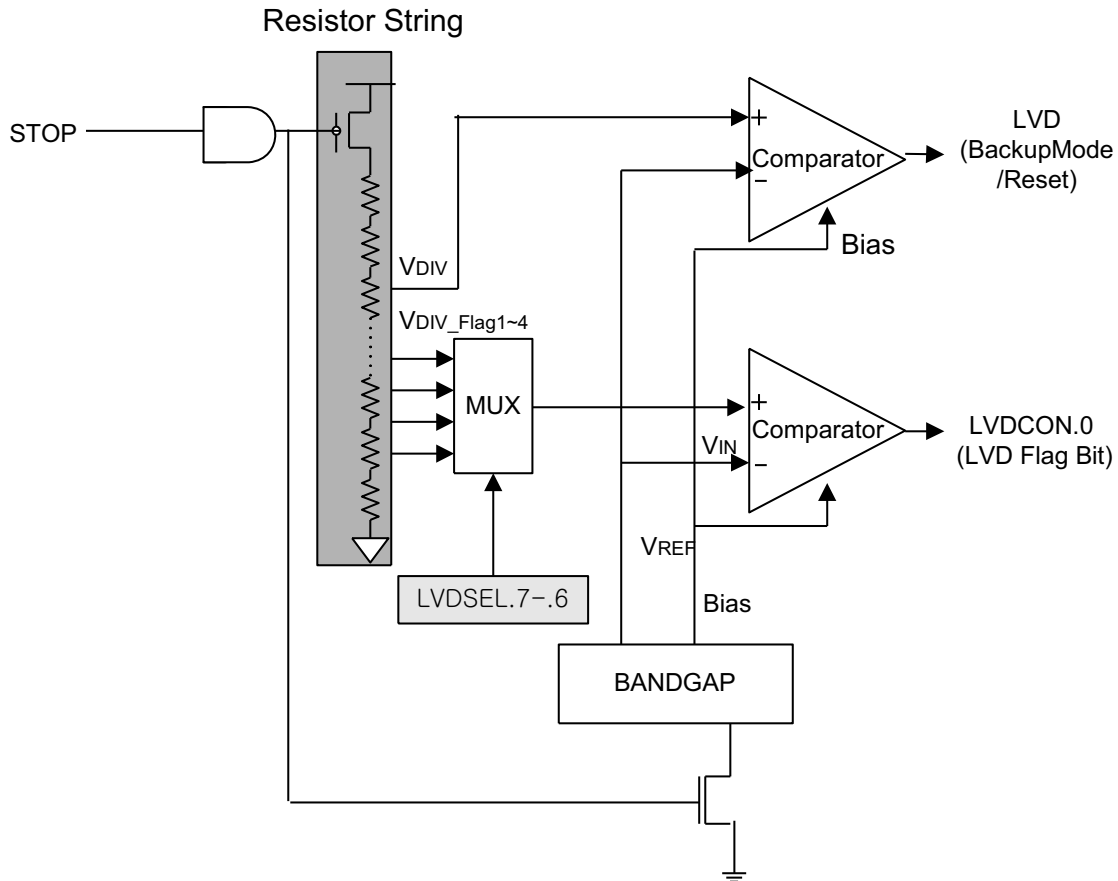 Resistor String
STOP
+
Comparator
–
LVD
(BackupMode
/Reset)
Bias
VDIV
VDIV_Flag1~4
MUX
+
Comparator
VIN
–
LVDCON.0
(LVD Flag Bit)
VREF
LVDSEL.7-.6
Bias
BANDGAP